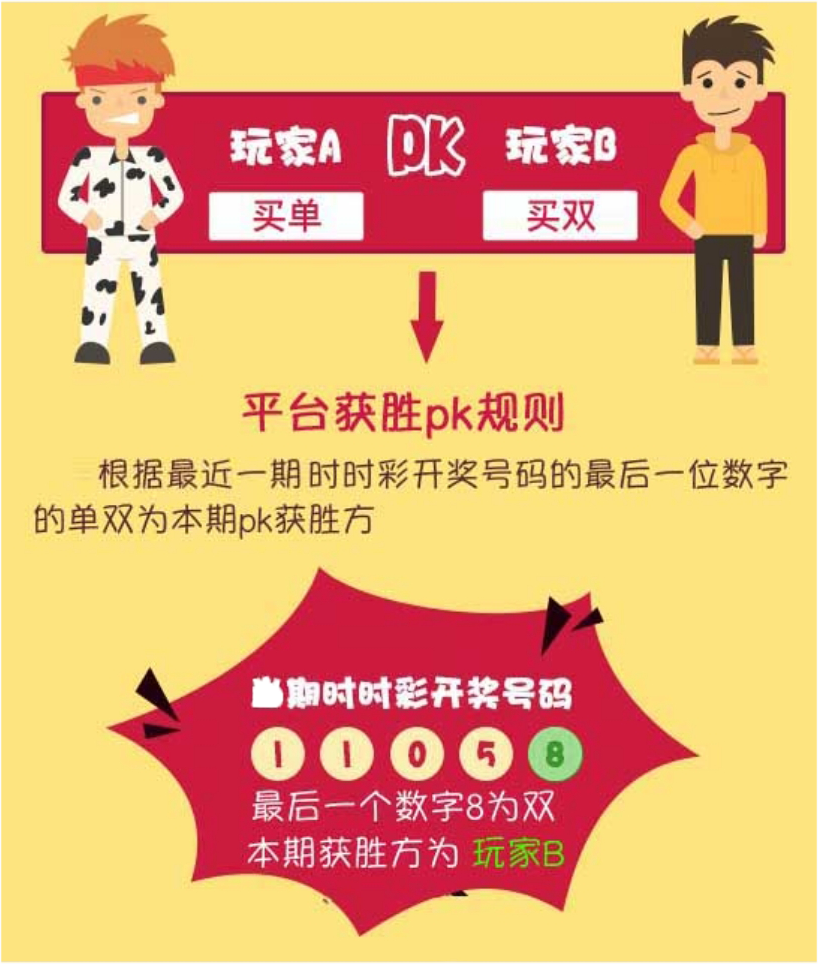 玩家A PK 玩家B
买单 买双
平台获胜pk规则
根据最近一期时时彩开奖号码的最后一位数字
的单双为本期pk获胜方
当期时时彩开奖号码
1 1 0 5 8
最后一个数字8为双
本期获胜方为 玩家B